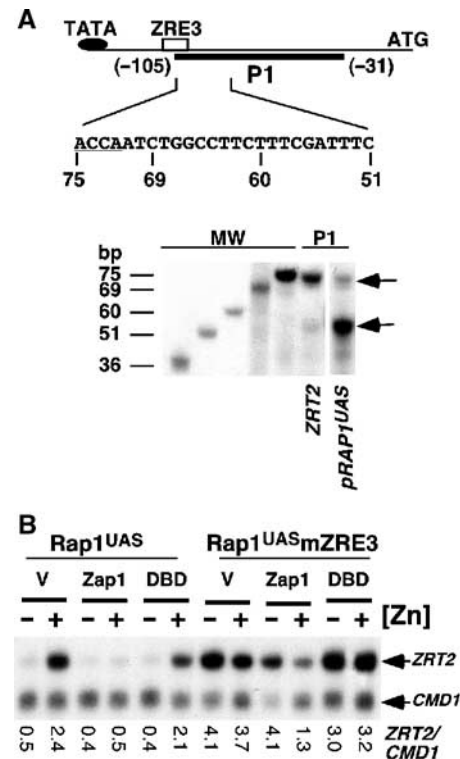 A
TATA ZRE3 ATG
(−105) P1 (−31)
ACCAATCTGGCCTTCTTTCGATTTC
75 69 60 51
bp MW P1
75
69
60
51
36
ZRT2 pRAP1UAS
B
Rap1UAS Rap1UASmZRE3
V Zap1 DBD V Zap1 DBD
− + − + − + − + − + − + [Zn]
ZRT2
CMD1
0.5 2.4 0.4 0.5 0.4 2.1 4.1 3.7 4.1 1.3 3.0 3.2 ZRT2/
CMD1